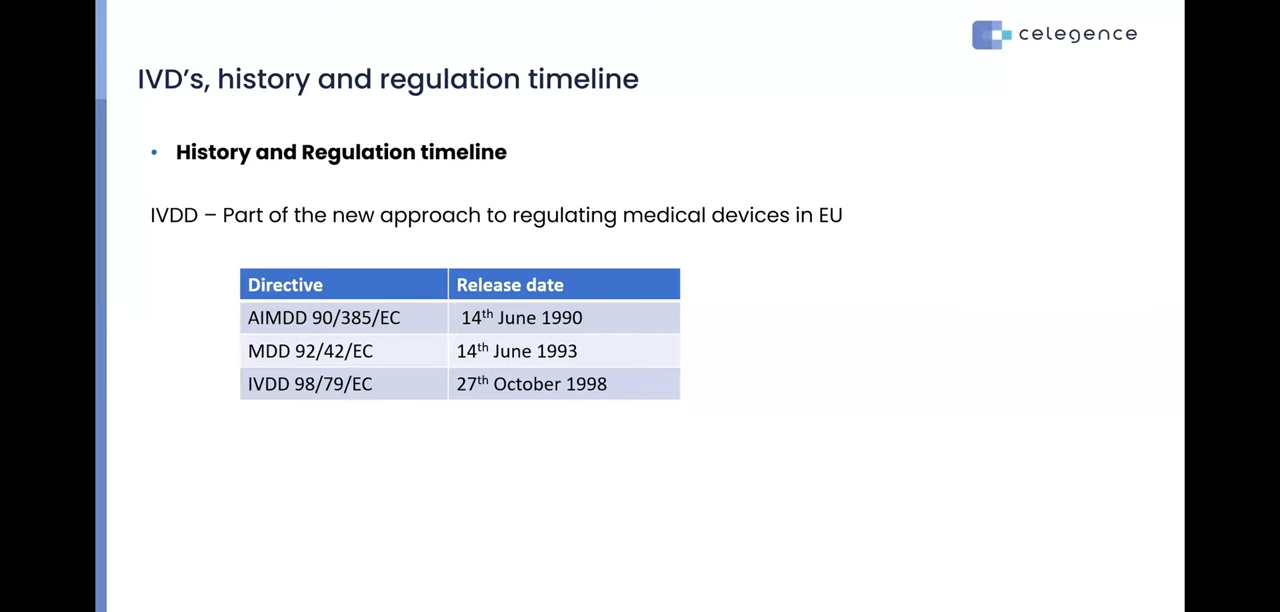 celegence
IVD's, history and regulation timeline
• History and Regulation timeline
IVDD – Part of the new approach to regulating medical devices in EU
Directive Release date
AIMDD 90/385/EC 14th June 1990
MDD 92/42/EC 14th June 1993
IVDD 98/79/EC 27th October 1998